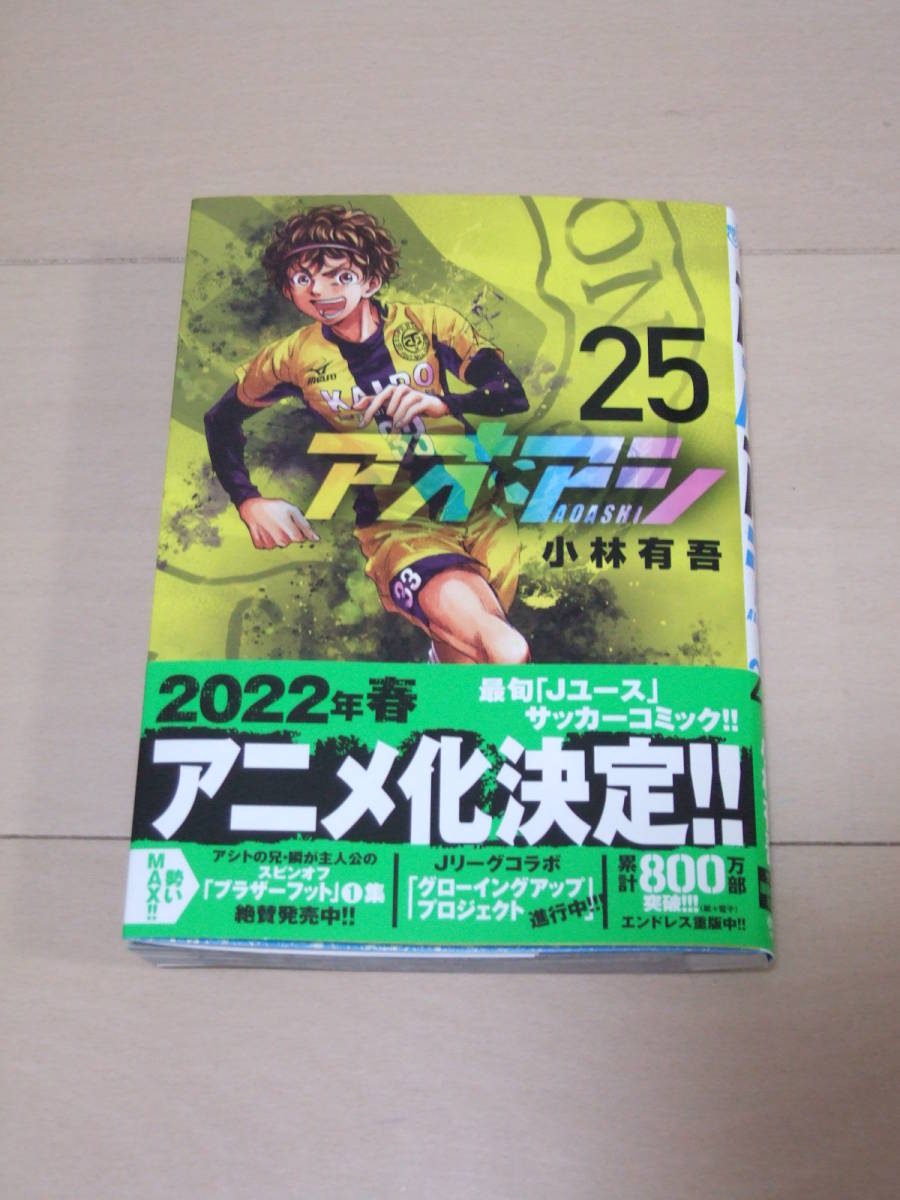 25
アオアシ
AOASHI
小林有吾
KAIDO
33
33
2022年春
最旬「Jユース」
サッカーコミック!!
アニメ化決定!!
勢い
MAX!!
アシトの兄・瞬が主人公の
スピンオフ
「ブラザーフット」1集
絶賛発売中!!
Jリーグコラボ
「グローイングアップ」
プロジェクト 進行中!!
累計800万部
突破!!!(紙+電子)
エンドレス重版中!!